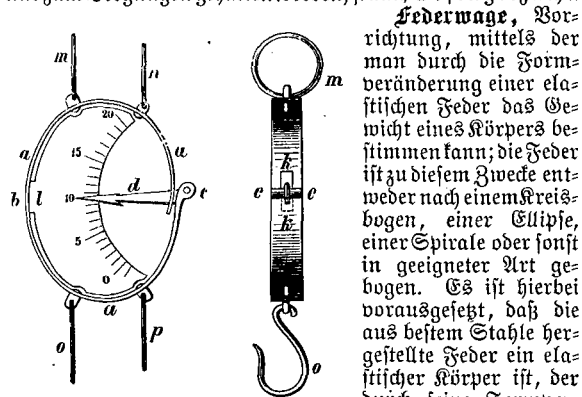 Federwage, Vor=
richtung, mittels der
man durch die Form=
veränderung einer ela=
stischen Feder das Ge=
wicht eines Körpers be=
stimmen kann; die Feder
ist zu diesem Zwecke ent=
weder nach einem Kreis=
bogen, einer Ellipse,
einer Spirale oder sonst
in geeigneter Art ge=
bogen. Es ist hierbei
vorausgesetzt, daß die
aus bestem Stahle her=
gestellte Feder ein ela=
stischer Körper ist, der
m
n
a
b
l
20
15
10
5
0
d
a
c
a
o
p
m
k
e
e
k
o